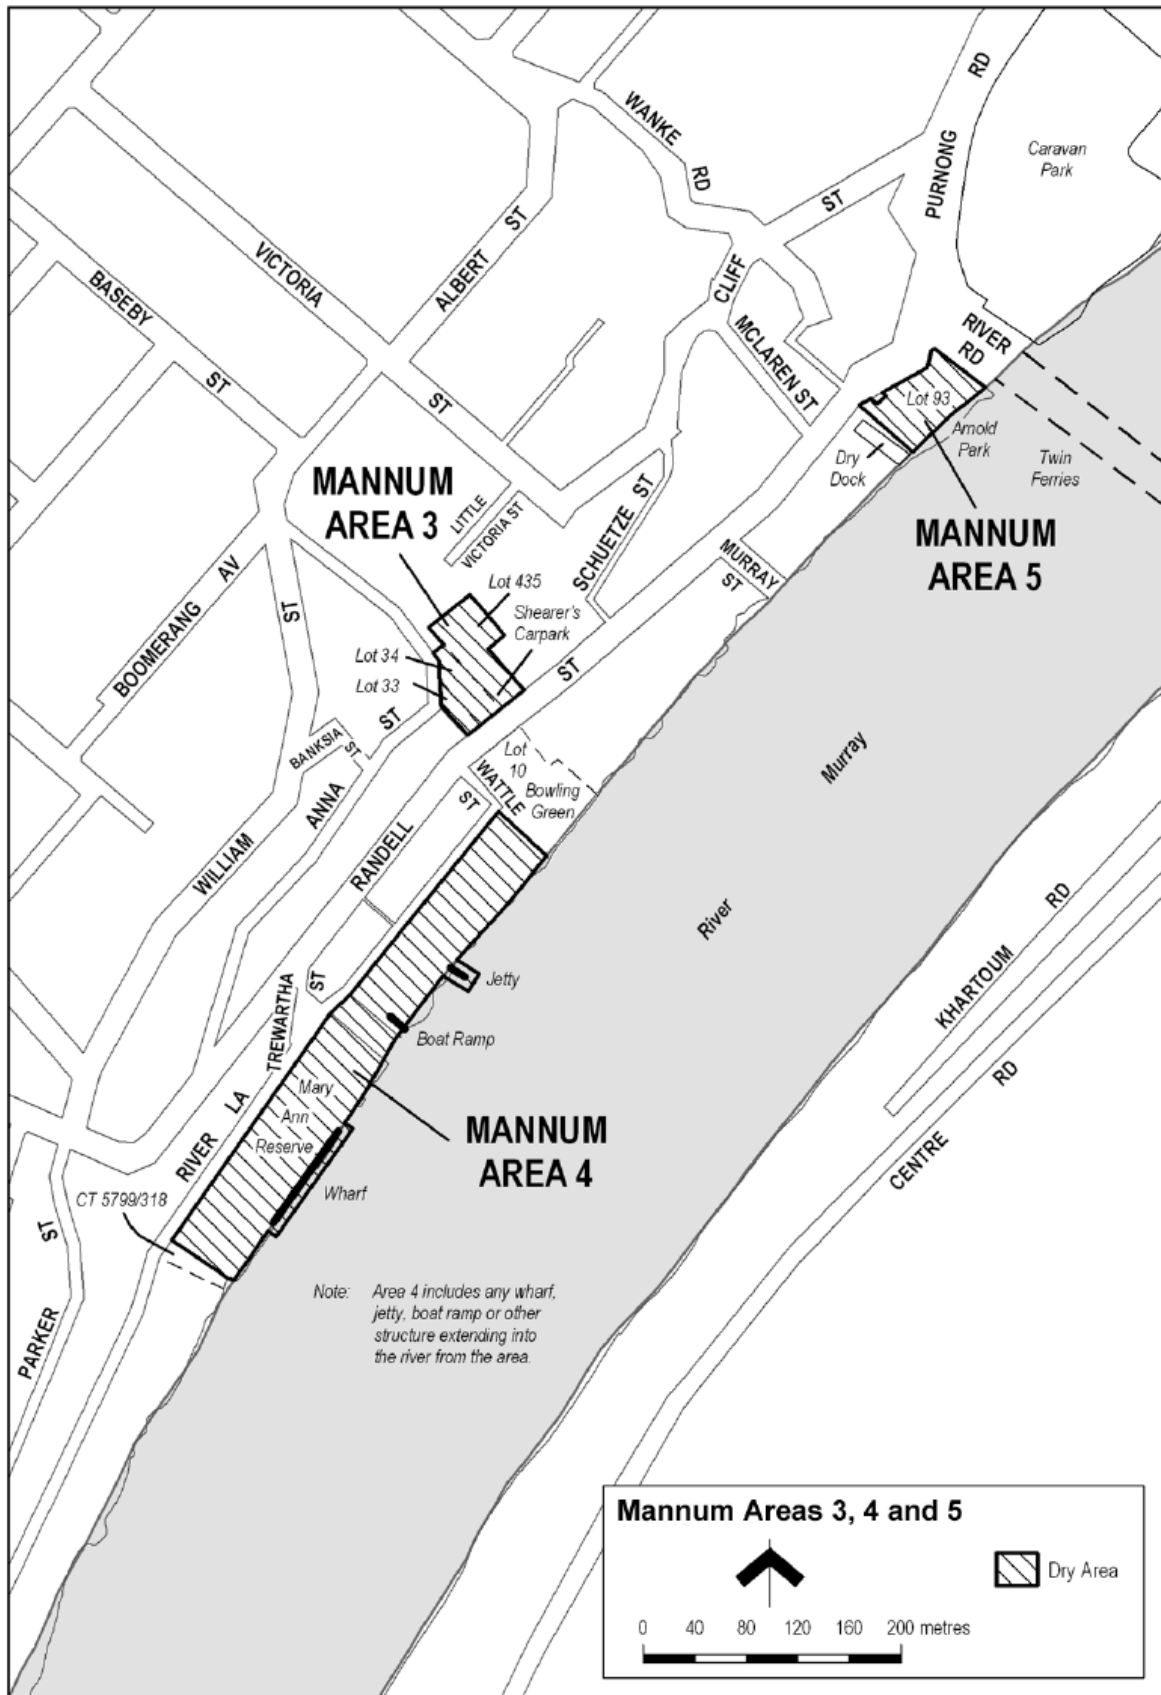 WANKE
RD
RD
PURNONG
Caravan
Park
ST
VICTORIA
ALBERT
ST
BASEBY
ST
CLIFF
ST
MCLAREN ST
RIVER
RD
Lot 93
Arnold
Park
Dry
Dock
Twin
Ferries
MANNUM
AREA 5
MANNUM
AREA 3
LITTLE
VICTORIA ST
SCHUETZE ST
MURRAY
ST
Lot 435
Shearer's
Carpark
Lot 34
Lot 33
BOOMERANG AV
ST
ST
ST
BANKSIA
ST
ANNA
WILLIAM
Lot
10
Bowling
Green
WATTLE
ST
RANDELL
Murray
River
Jetty
Boat Ramp
TREWARTHA
ST
RIVER LA
Mary
Ann
Reserve
Wharf
MANNUM
AREA 4
CT 5799/318
ST
PARKER
KHARTOUM
RD
CENTRE
RD
Note: Area 4 includes any wharf,
jetty, boat ramp or other
structure extending into
the river from the area.
Mannum Areas 3, 4 and 5
Dry Area
0 40 80 120 160 200 metres